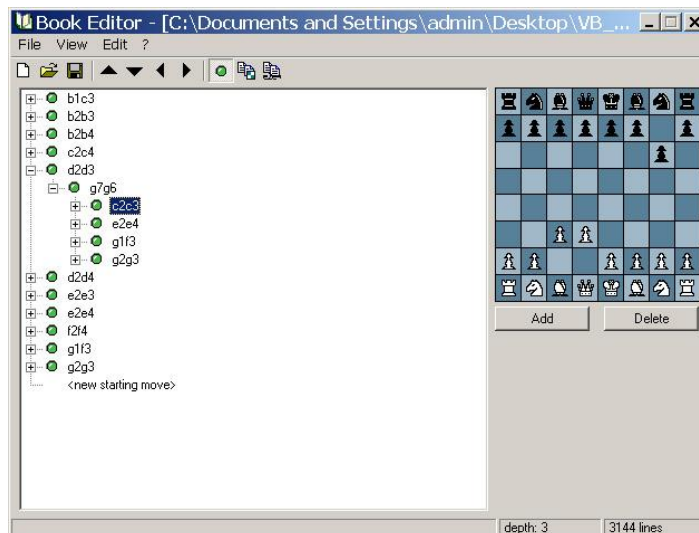 Book Editor - [C:\Documents and Settings\admin\Desktop\VB_...
File View Edit ?
b1c3
b2b3
b2b4
c2c4
d2d3
g7g6
c2c3
e2e4
g1f3
g2g3
d2d4
e2e3
e2e4
f2f4
g1f3
g2g3
<new starting move>
Add Delete
depth: 3 3144 lines